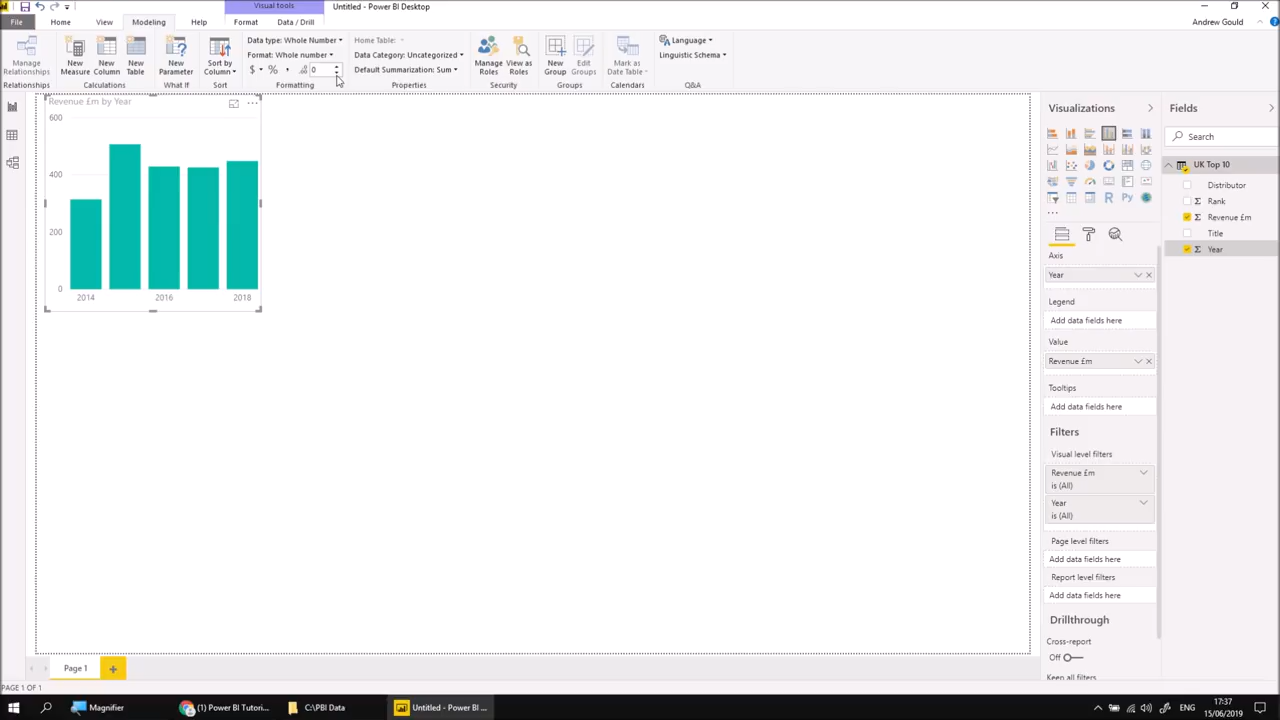 Visual tools
Untitled - Power BI Desktop
File
Home
View
Modeling
Help
Format
Data / Drill
Andrew Gould
Manage Relationships
New Measure
New Column
New Table
New Parameter
Sort by Column
Data type: Whole Number
Format: Whole number
$ % , .00 0
Home Table:
Data Category: Uncategorized
Default Summarization: Sum
Manage Roles
View as Roles
New Group
Edit Groups
Mark as Date Table
Language
Linguistic Schema
Relationships
Calculations
What If
Sort
Formatting
Properties
Security
Groups
Calendars
Q&A
Revenue £m by Year
600
400
200
0
2014
2016
2018
Visualizations
R
Py
Axis
Year
Legend
Add data fields here
Value
Revenue £m
Tooltips
Add data fields here
Filters
Visual level filters
Revenue £m
is (All)
Year
is (All)
Page level filters
Add data fields here
Report level filters
Add data fields here
Drillthrough
Cross-report
Off
Keep all filters
Fields
Search
UK Top 10
Distributor
Σ Rank
Σ Revenue £m
Title
Σ Year
Page 1
PAGE 1 OF 1
Magnifier
(1) Power BI Tutori...
C:\PBI Data
Untitled - Power BI ...
ENG
17:37
15/06/2019